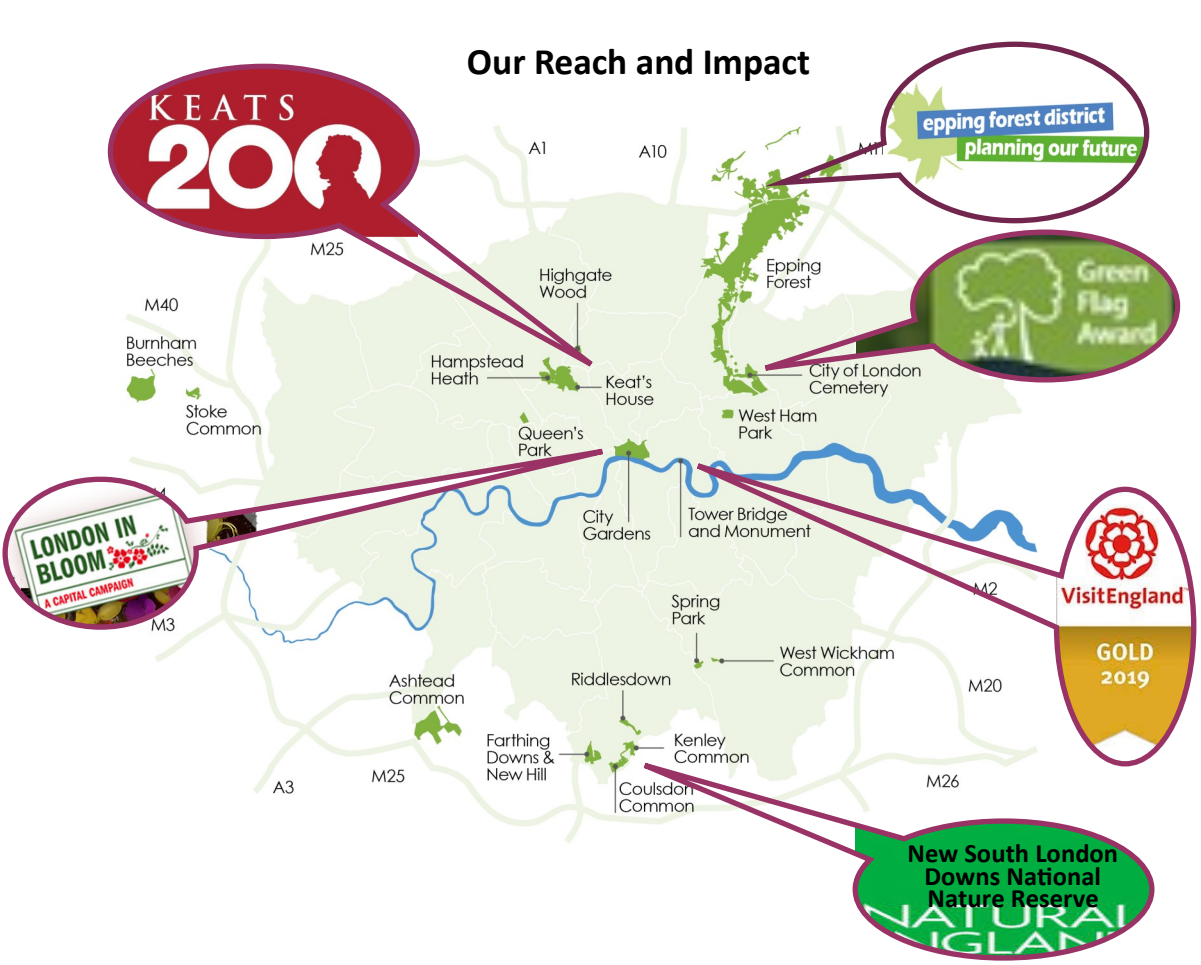 Our Reach and Impact
KEATS
200
epping forest district
planning our future
A1
A10
M11
M25
Green
Flag
Award
Highgate
Wood
Epping
Forest
M40
Burnham
Beeches
Hampstead
Heath
Keat's
House
City of London
Cemetery
Stoke
Common
Queen's
Park
West Ham
Park
LONDON IN
BLOOM
A CAPITAL CAMPAIGN
City
Gardens
Tower Bridge
and Monument
VisitEngland
GOLD
2019
M2
M3
Spring
Park
West Wickham
Common
Ashtead
Common
Riddlesdown
M20
Farthing
Downs &
New Hill
Kenley
Common
M25
A3
Coulsdon
Common
M26
New South London
Downs National
Nature Reserve
NATURAL
ENGLAND